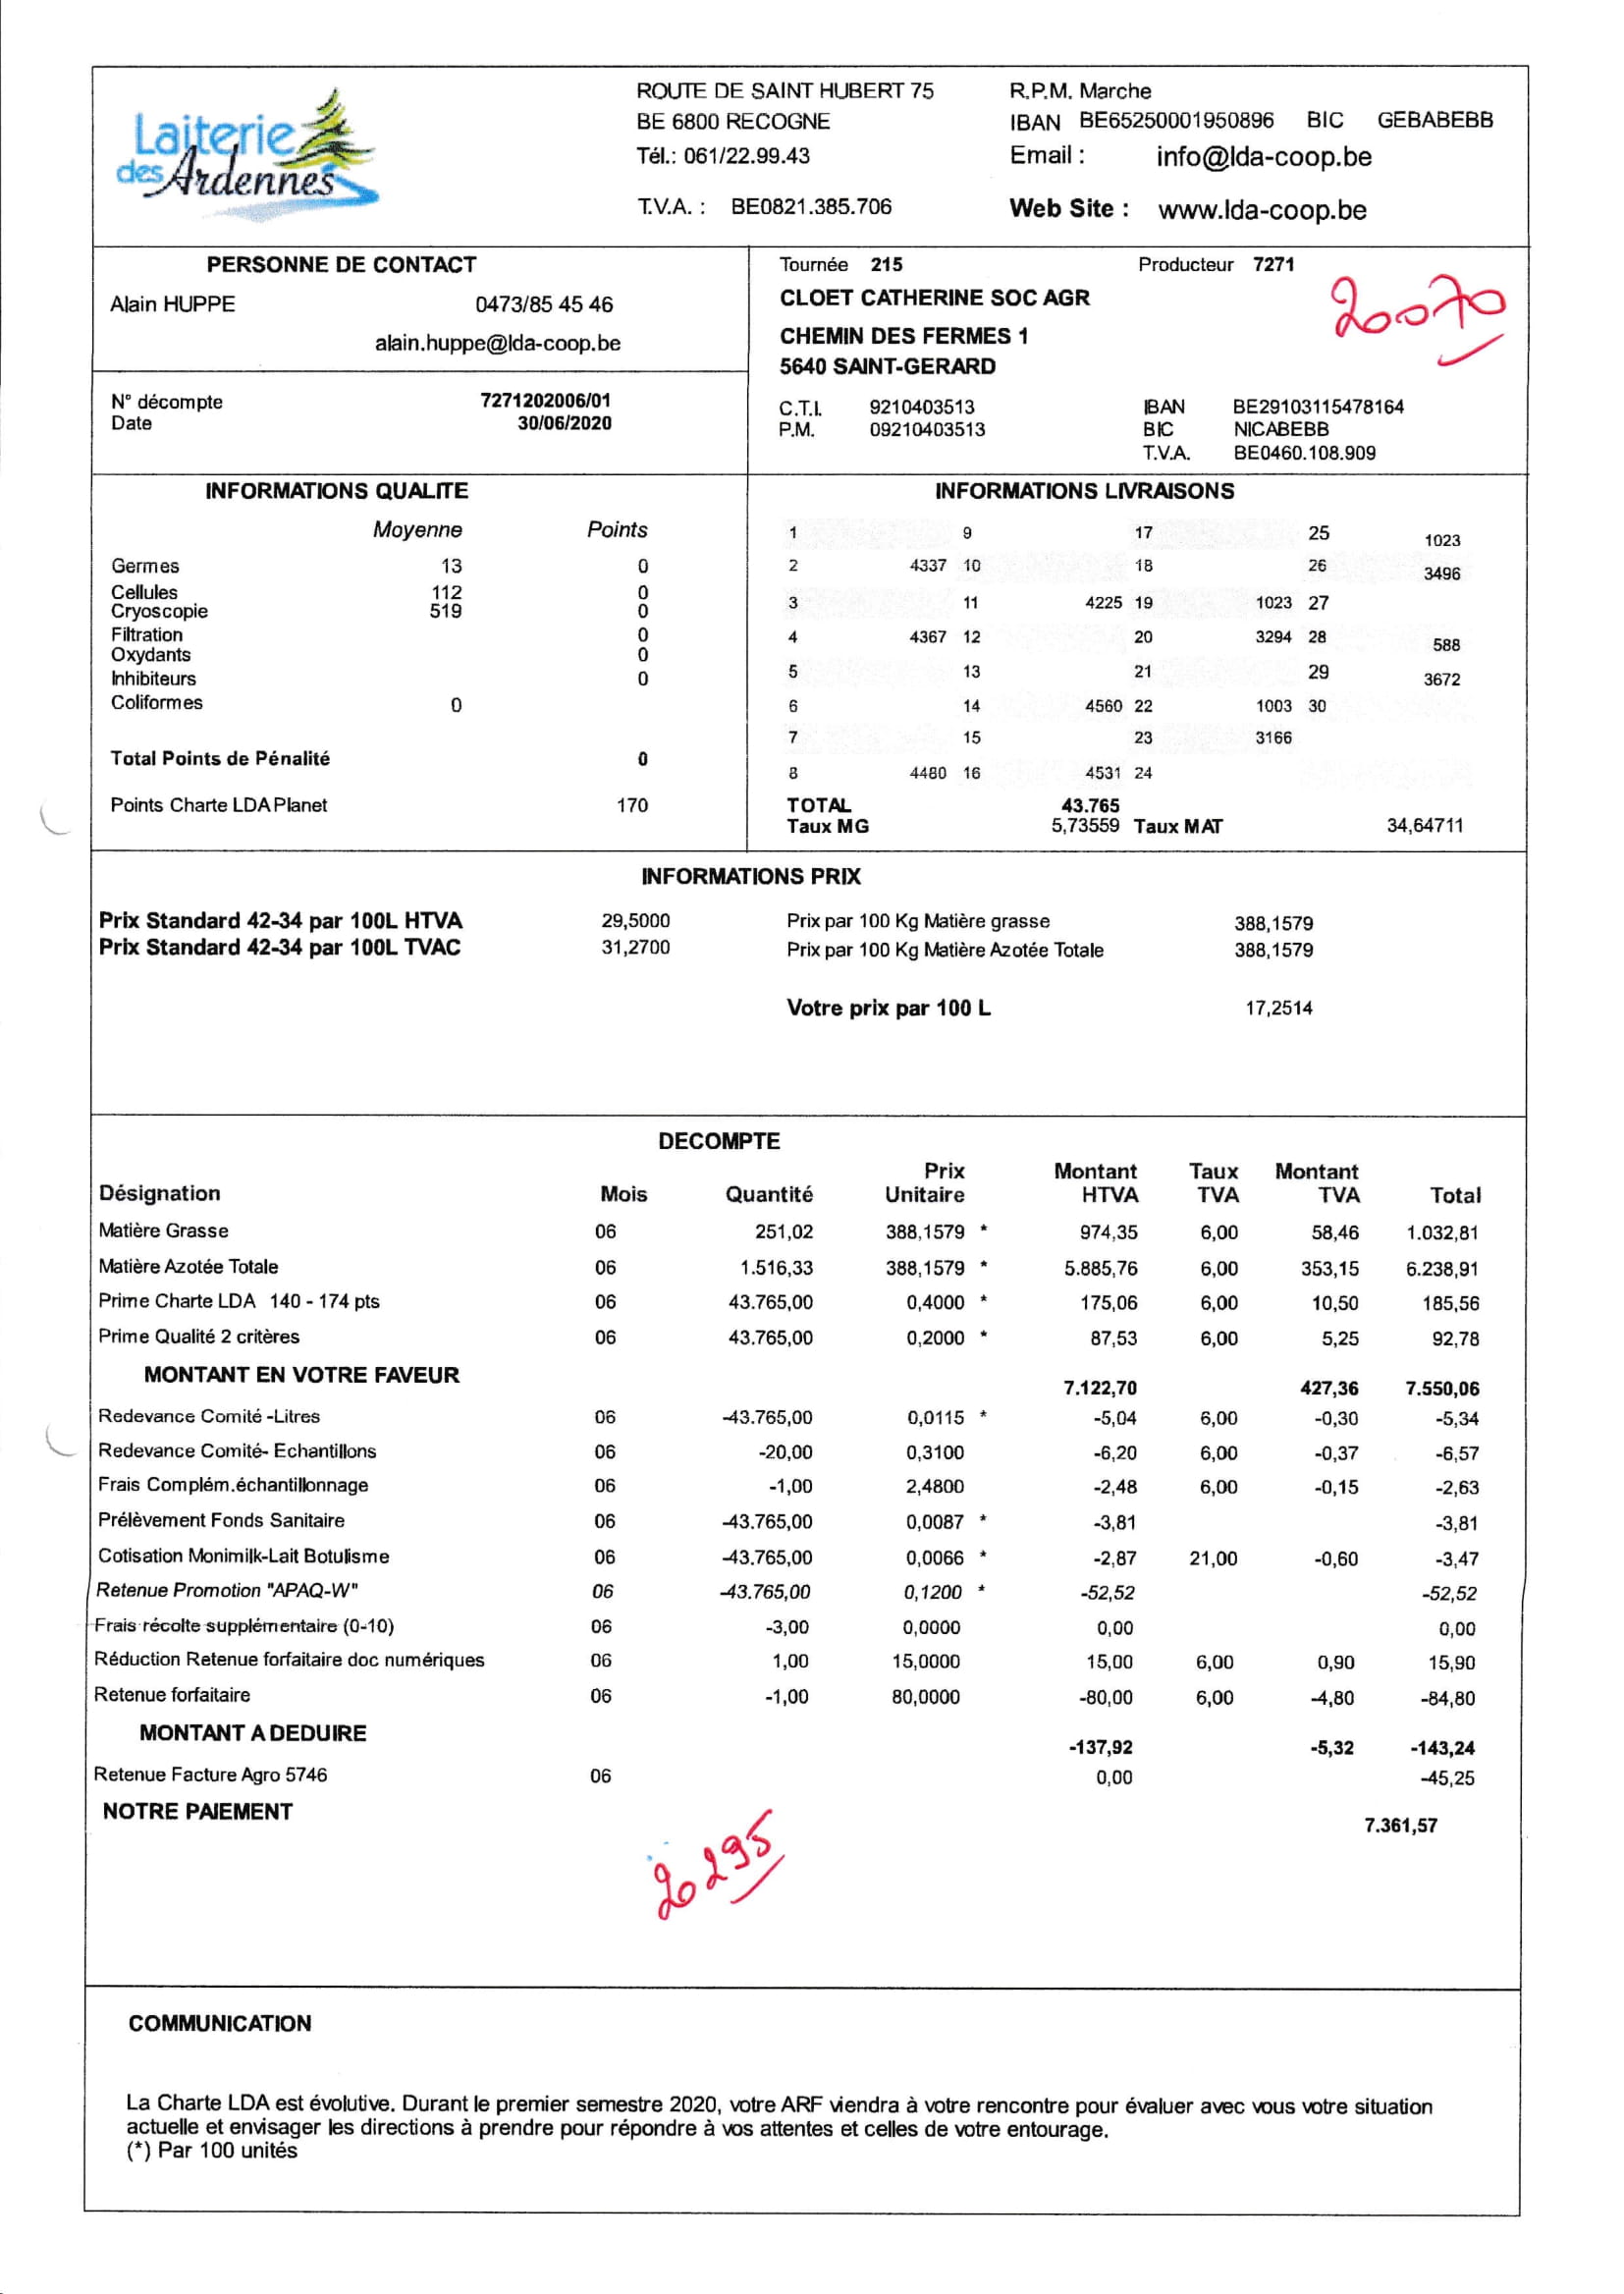 Laiterie
des Ardennes
ROUTE DE SAINT HUBERT 75
BE 6800 RECOGNE
Tél.: 061/22.99.43
T.V.A. : BE0821.385.706
R.P.M. Marche
IBAN BE65250001950896 BIC GEBABEBB
Email : info@lda-coop.be
Web Site : www.lda-coop.be
PERSONNE DE CONTACT
Alain HUPPE 0473/85 45 46
alain.huppe@lda-coop.be
N° décompte 7271202006/01
Date 30/06/2020
Tournée 215 Producteur 7271
CLOET CATHERINE SOC AGR
CHEMIN DES FERMES 1
5640 SAINT-GERARD
20070
C.T.I. 9210403513 IBAN BE29103115478164
P.M. 09210403513 BIC NICABEBB
T.V.A. BE0460.108.909
INFORMATIONS QUALITE
Moyenne Points
Germes 13 0
Cellules 112 0
Cryoscopie 519 0
Filtration 0
Oxydants 0
Inhibiteurs 0
Coliformes 0
Total Points de Pénalité 0
Points Charte LDA Planet 170
INFORMATIONS LIVRAISONS
1 9 17 25 1023
2 4337 10 18 26 3496
3 11 4225 19 1023 27
4 4367 12 20 3294 28 588
5 13 21 29 3672
6 14 4560 22 1003 30
7 15 23 3166
8 4480 16 4531 24
TOTAL 43.765
Taux MG 5,73559 Taux MAT 34,64711
INFORMATIONS PRIX
Prix Standard 42-34 par 100L HTVA 29,5000 Prix par 100 Kg Matière grasse 388,1579
Prix Standard 42-34 par 100L TVAC 31,2700 Prix par 100 Kg Matière Azotée Totale 388,1579
Votre prix par 100 L 17,2514
DECOMPTE
Prix Montant Taux Montant
Désignation Mois Quantité Unitaire HTVA TVA TVA Total
Matière Grasse 06 251,02 388,1579 * 974,35 6,00 58,46 1.032,81
Matière Azotée Totale 06 1.516,33 388,1579 * 5.885,76 6,00 353,15 6.238,91
Prime Charte LDA 140 - 174 pts 06 43.765,00 0,4000 * 175,06 6,00 10,50 185,56
Prime Qualité 2 critères 06 43.765,00 0,2000 * 87,53 6,00 5,25 92,78
MONTANT EN VOTRE FAVEUR 7.122,70 427,36 7.550,06
Redevance Comité -Litres 06 -43.765,00 0,0115 * -5,04 6,00 -0,30 -5,34
Redevance Comité- Echantillons 06 -20,00 0,3100 -6,20 6,00 -0,37 -6,57
Frais Complém.échantillonnage 06 -1,00 2,4800 -2,48 6,00 -0,15 -2,63
Prélèvement Fonds Sanitaire 06 -43.765,00 0,0087 * -3,81 -3,81
Cotisation Monimilk-Lait Botulisme 06 -43.765,00 0,0066 * -2,87 21,00 -0,60 -3,47
Retenue Promotion "APAQ-W" 06 -43.765,00 0,1200 * -52,52 -52,52
Frais récolte supplémentaire (0-10) 06 -3,00 0,0000 0,00 0,00
Réduction Retenue forfaitaire doc numériques 06 1,00 15,0000 15,00 6,00 0,90 15,90
Retenue forfaitaire 06 -1,00 80,0000 -80,00 6,00 -4,80 -84,80
MONTANT A DEDUIRE -137,92 -5,32 -143,24
Retenue Facture Agro 5746 06 0,00 -45,25
NOTRE PAIEMENT 7.361,57
20295
COMMUNICATION
La Charte LDA est évolutive. Durant le premier semestre 2020, votre ARF viendra à votre rencontre pour évaluer avec vous votre situation
actuelle et envisager les directions à prendre pour répondre à vos attentes et celles de votre entourage.
(*) Par 100 unités